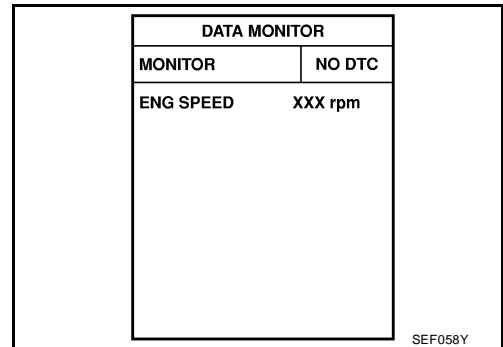 DATA MONITOR
MONITOR NO DTC
ENG SPEED XXX rpm
SEF058Y